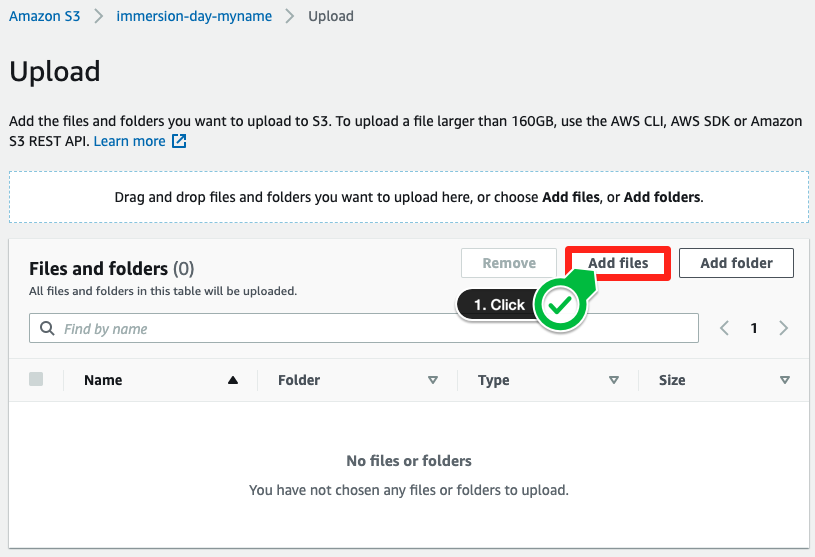 Amazon S3 > immersion-day-myname > Upload
Upload
Add the files and folders you want to upload to S3. To upload a file larger than 160GB, use the AWS CLI, AWS SDK or Amazon
S3 REST API. Learn more
Drag and drop files and folders you want to upload here, or choose Add files, or Add folders.
Files and folders (0)
Remove
Add files
Add folder
All files and folders in this table will be uploaded.
1. Click
Find by name
1
Name Folder Type Size
No files or folders
You have not chosen any files or folders to upload.